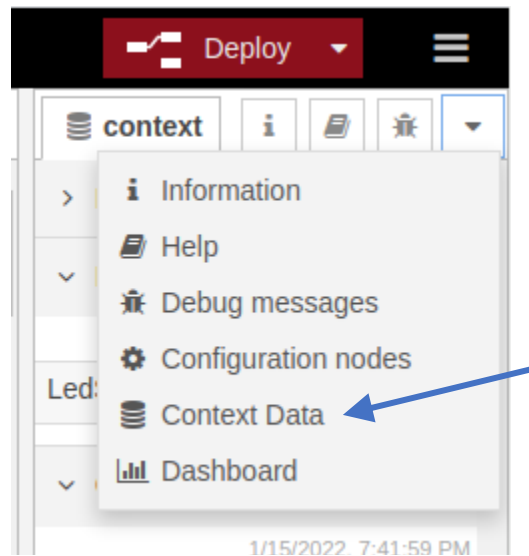 Deploy
context
Information
Help
Debug messages
Configuration nodes
Led
Context Data
Dashboard
1/15/2022, 7:41:59 PM